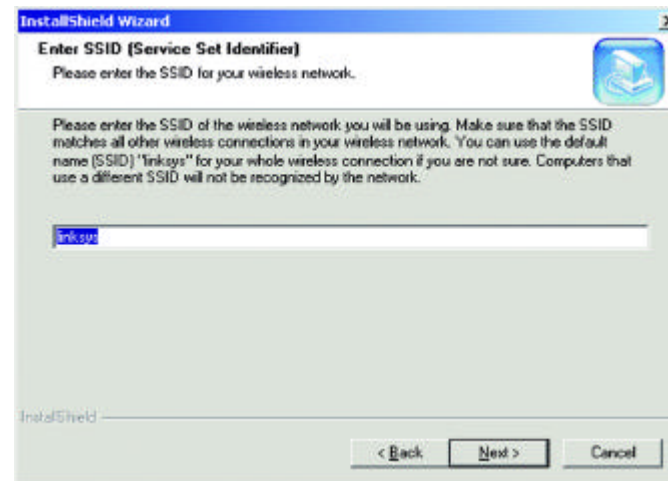 InstallShield Wizard
Enter SSID (Service Set Identifier)
Please enter the SSID for your wireless network.
Please enter the SSID of the wireless network you will be using. Make sure that the SSID
matches all other wireless connections in your wireless network. You can use the default
name (SSID) "linksys" for your whole wireless connection if you are not sure. Computers that
use a different SSID will not be recognized by the network.
linksys
InstallShield
< Back
Next >
Cancel